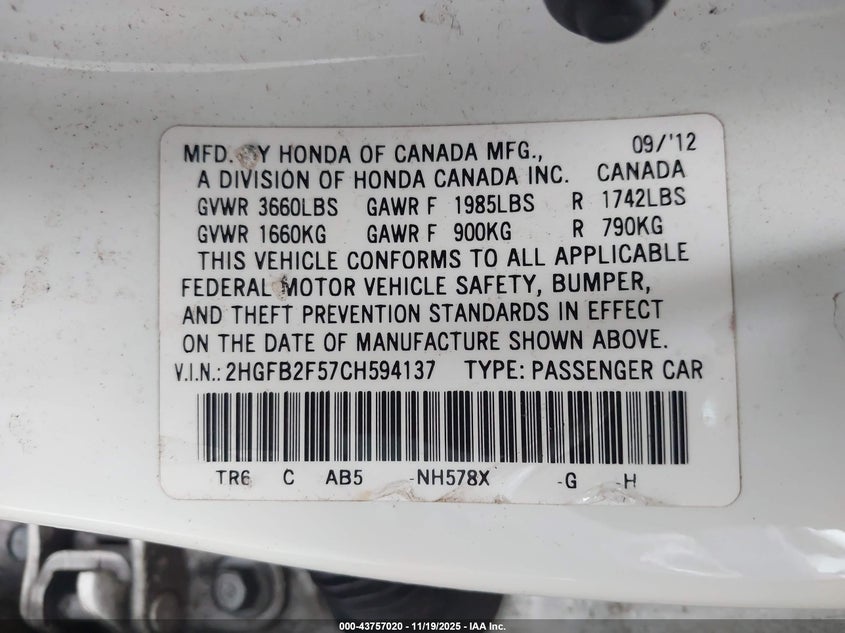 MFD. BY HONDA OF CANADA MFG., 09/'12
A DIVISION OF HONDA CANADA INC. CANADA
GVWR 3660LBS GAWR F 1985LBS R 1742LBS
GVWR 1660KG GAWR F 900KG R 790KG
THIS VEHICLE CONFORMS TO ALL APPLICABLE
FEDERAL MOTOR VEHICLE SAFETY, BUMPER,
AND THEFT PREVENTION STANDARDS IN EFFECT
ON THE DATE OF MANUFACTURE SHOWN ABOVE.
V.I.N.: 2HGFB2F57CH594137 TYPE: PASSENGER CAR
TR6 C AB5 -NH578X -G -H
000-43757020 - 11/19/2025 - IAA Inc.